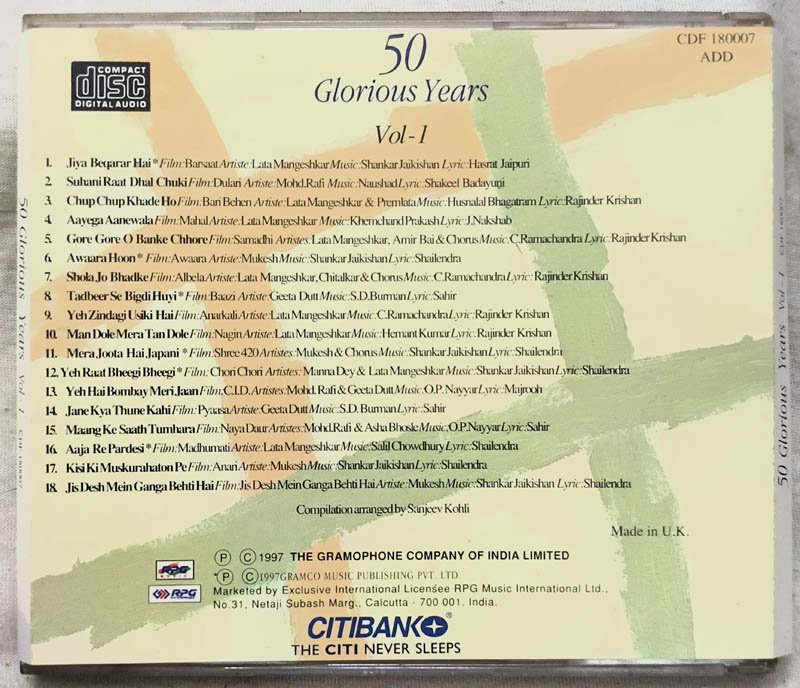 COMPACT
disc
DIGITAL AUDIO
50
Glorious Years
Vol-1
CDF 180007
ADD
1. Jiya Beqarar Hai * Film: Barsaat Artiste: Lata Mangeshkar Music: Shankar Jaikishan Lyric: Hasrat Jaipuri
2. Suhani Raat Dhal Chuki Film: Dulari Artiste: Mohd. Rafi Music: Naushad Lyric: Shakeel Badayuni
3. Chup Chup Khade Ho Film: Bari Behen Artiste: Lata Mangeshkar & Premlata Music: Husnalal Bhagatram Lyric: Rajinder Krishan
4. Aayega Aanewala Film: Mahal Artiste: Lata Mangeshkar Music: Khemchand Prakash Lyric: J. Nakshab
5. Gore Gore O Banke Chhore Film: Samadhi Artistes: Lata Mangeshkar, Amir Bai & Chorus Music: C. Ramachandra Lyric: Rajinder Krishan
6. Awaara Hoon * Film: Awaara Artiste: Mukesh Music: Shankar Jaikishan Lyric: Shailendra
7. Shola Jo Bhadke Film: Albela Artiste: Lata Mangeshkar, Chitalkar & Chorus Music: C. Ramachandra Lyric: Rajinder Krishan
8. Tadbeer Se Bigdi Huyi * Film: Baazi Artiste: Geeta Dutt Music: S.D. Burman Lyric: Sahir
9. Yeh Zindagi Usiki Hai Film: Anarkali Artiste: Lata Mangeshkar Music: C. Ramachandra Lyric: Rajinder Krishan
10. Man Dole Mera Tan Dole Film: Nagin Artiste: Lata Mangeshkar Music: Hemant Kumar Lyric: Rajinder Krishan
11. Mera Joota Hai Japani * Film: Shree 420 Artistes: Mukesh & Chorus Music: Shankar Jaikishan Lyric: Shailendra
12. Yeh Raat Bheegi Bheegi * Film: Chori Chori Artistes: Manna Dey & Lata Mangeshkar Music: Shankar Jaikishan Lyric: Shailendra
13. Yeh Hai Bombay Meri Jaan Film: C.I.D. Artistes: Mohd. Rafi & Geeta Dutt Music: O.P. Nayyar Lyric: Majrooh
14. Jane Kya Thune Kahi Film: Pyaasa Artiste: Geeta Dutt Music: S.D. Burman Lyric: Sahir
15. Maang Ke Saath Tumhara Film: Naya Daur Artistes: Mohd. Rafi & Asha Bhosle Music: O.P. Nayyar Lyric: Sahir
16. Aaja Re Pardesi * Film: Madhumati Artiste: Lata Mangeshkar Music: Salil Chowdhury Lyric: Shailendra
17. Kisi Ki Muskurahaton Pe Film: Anari Artiste: Mukesh Music: Shankar Jaikishan Lyric: Shailendra
18. Jis Desh Mein Ganga Behti Hai Film: Jis Desh Mein Ganga Behti Hai Artiste: Mukesh Music: Shankar Jaikishan Lyric: Shailendra
Compilation arranged by Sanjeev Kohli
Made in U.K.
Ⓟ Ⓒ 1997 THE GRAMOPHONE COMPANY OF INDIA LIMITED
*Ⓟ Ⓒ 1997 GRAMCO MUSIC PUBLISHING PVT. LTD.
Marketed by Exclusive International Licensee RPG Music International Ltd.,
No.31, Netaji Subash Marg., Calcutta - 700 001. India.
RPG
RPG
CITIBANK®
THE CITI NEVER SLEEPS
50 Glorious Years Vol 1 CDF 180007
50 Glorious Years Vol-1 CDF 180007